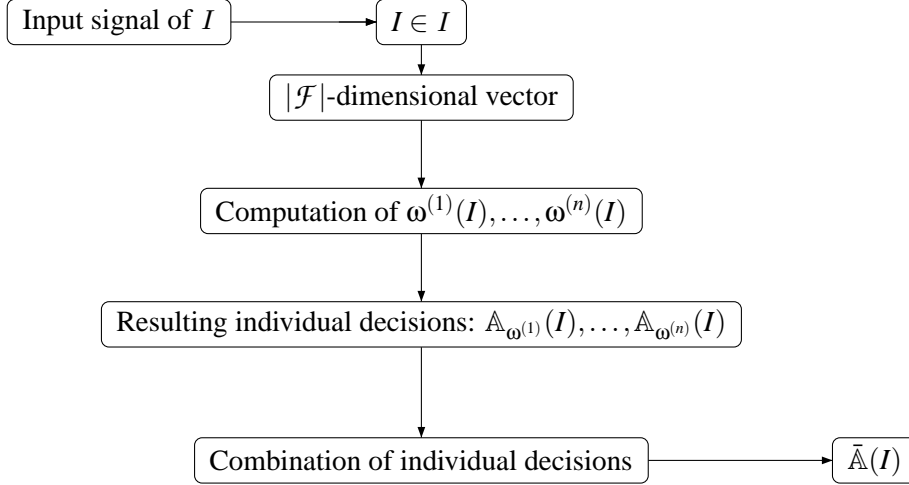 Input signal of I
I ∈ I
|ℱ|-dimensional vector
Computation of ω⁽¹⁾(I),…,ω⁽ⁿ⁾(I)
Resulting individual decisions: 𝔸_ω⁽¹⁾(I),…,𝔸_ω⁽ⁿ⁾(I)
Combination of individual decisions
𝔸̄(I)